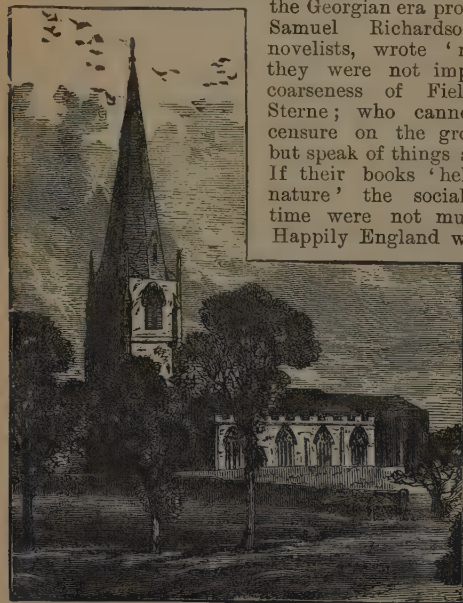 the Georgian era pro
Samuel Richardso
novelists, wrote ‘
they were not imp
coarseness of Fiel
Sterne; who canno
censure on the gro
but speak of things
If their books ‘hel
nature’ the social
time were not mu
Happily England w